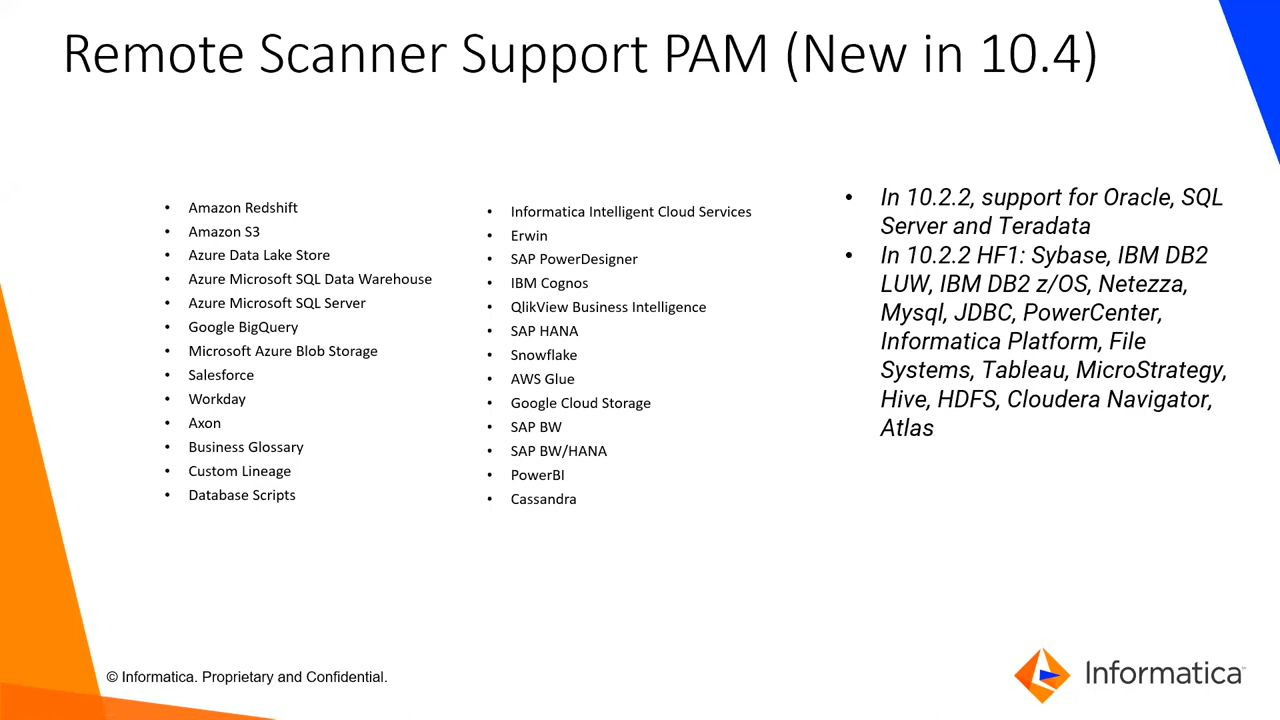 Remote Scanner Support PAM (New in 10.4)
• Amazon Redshift
• Amazon S3
• Azure Data Lake Store
• Azure Microsoft SQL Data Warehouse
• Azure Microsoft SQL Server
• Google BigQuery
• Microsoft Azure Blob Storage
• Salesforce
• Workday
• Axon
• Business Glossary
• Custom Lineage
• Database Scripts
• Informatica Intelligent Cloud Services
• Erwin
• SAP PowerDesigner
• IBM Cognos
• QlikView Business Intelligence
• SAP HANA
• Snowflake
• AWS Glue
• Google Cloud Storage
• SAP BW
• SAP BW/HANA
• PowerBI
• Cassandra
• In 10.2.2, support for Oracle, SQL
Server and Teradata
• In 10.2.2 HF1: Sybase, IBM DB2
LUW, IBM DB2 z/OS, Netezza,
Mysql, JDBC, PowerCenter,
Informatica Platform, File
Systems, Tableau, MicroStrategy,
Hive, HDFS, Cloudera Navigator,
Atlas
© Informatica. Proprietary and Confidential.
Informatica™